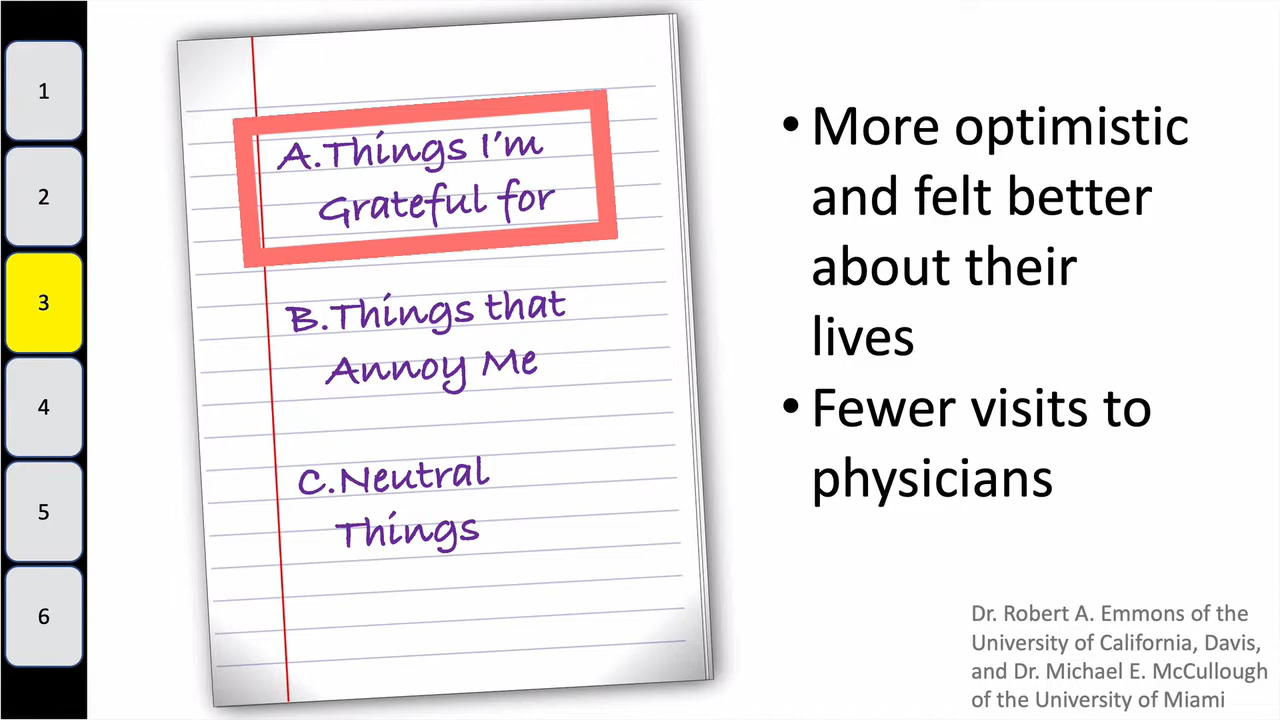 1
2
3
4
5
6
A.Things I'm
Grateful for
B.Things that
Annoy Me
C.Neutral
Things
• More optimistic
and felt better
about their
lives
• Fewer visits to
physicians
Dr. Robert A. Emmons of the
University of California, Davis,
and Dr. Michael E. McCullough
of the University of Miami